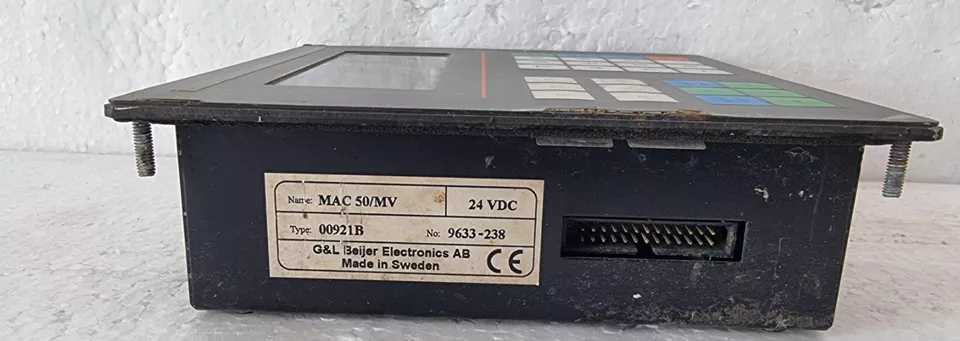 Name: MAC 50/MV 24 VDC
Type: 00921B No: 9633-238
G&L Beijer Electronics AB
Made in Sweden CE